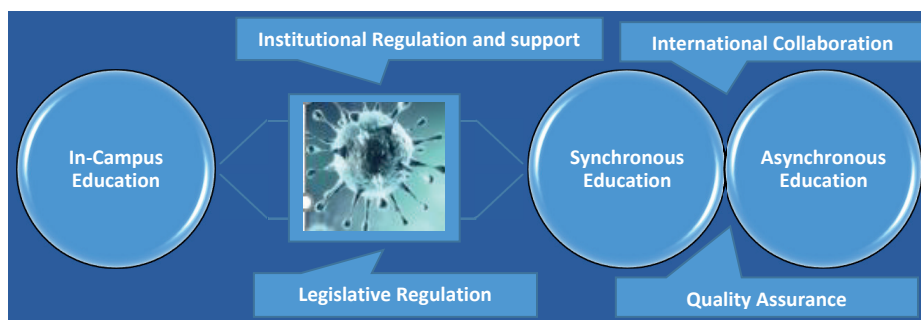 Institutional Regulation and support
International Collaboration
In-Campus
Education
Synchronous
Education
Asynchronous
Education
Legislative Regulation
Quality Assurance